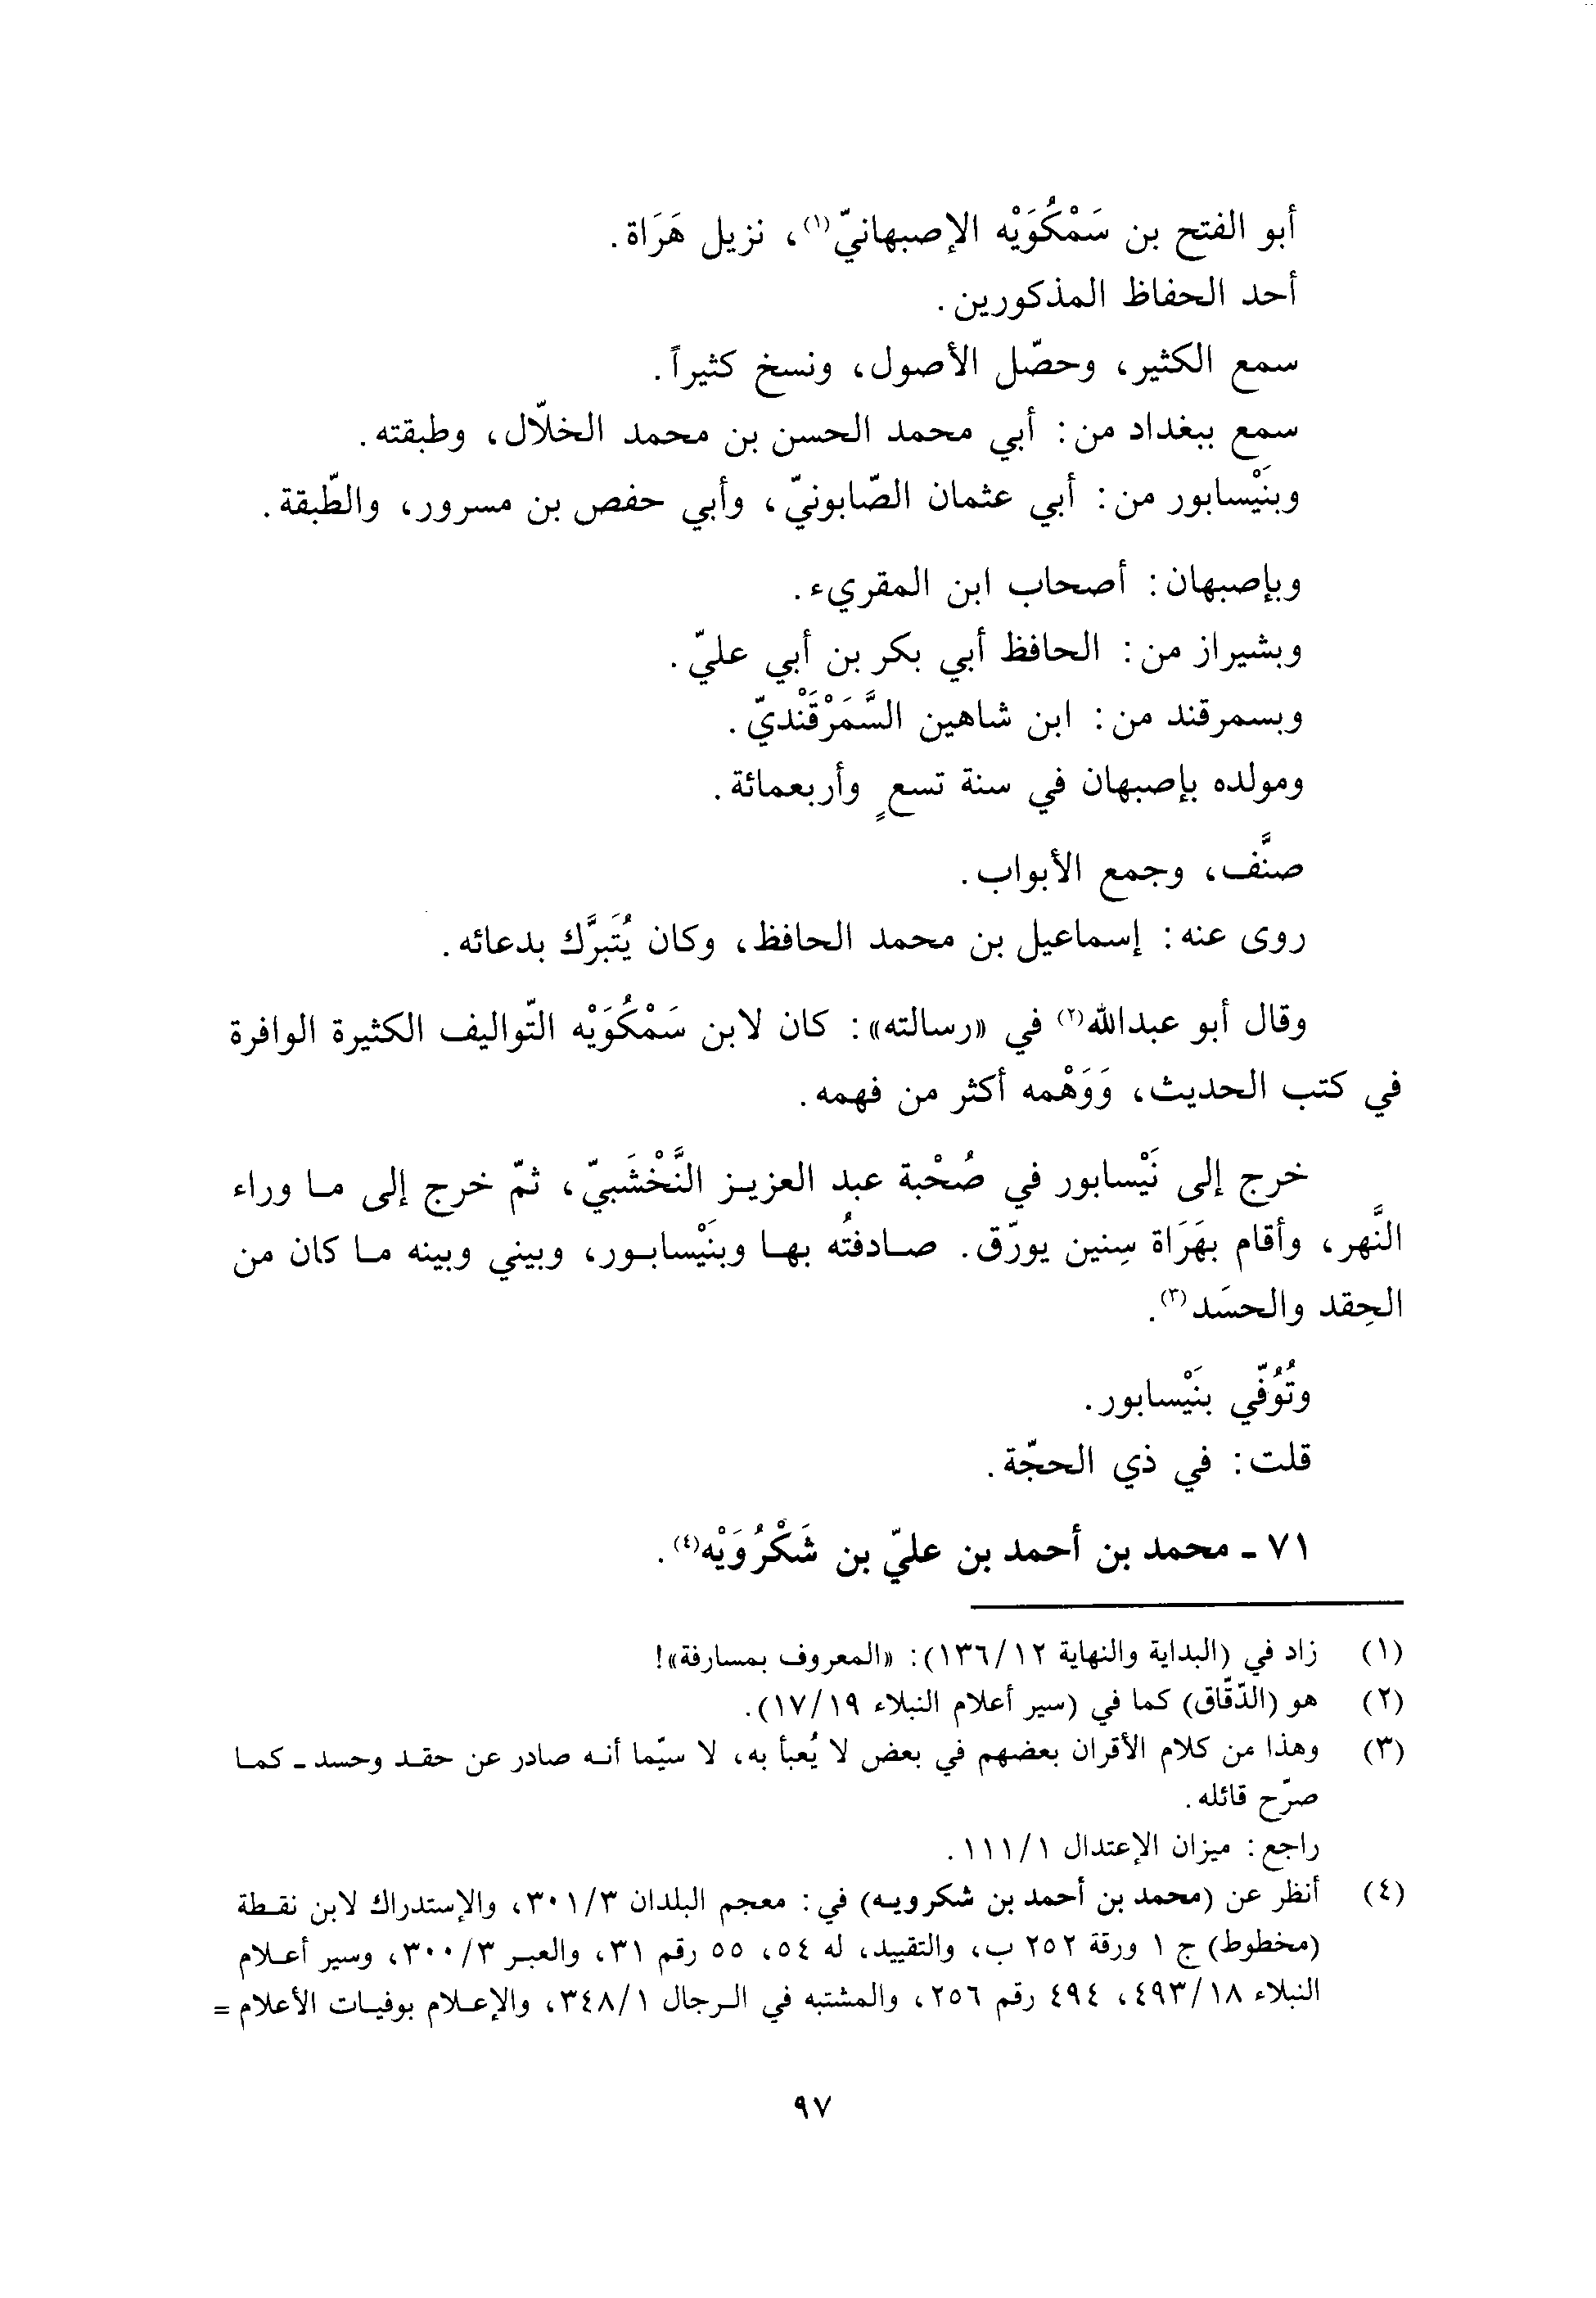 أبو الفتح بن سَمْكُوَيْه الإصبهانيّ(١)، نزيل هَرَاة.
أحد الحفاظ المذكورين.
سمع الكثير، وحصّل الأصول، ونسخ كثيراً.
سمع ببغداد من: أبي محمد الحسن بن محمد الخلّال، وطبقته.
وبنَيْسابور من: أبي عثمان الصّابونيّ، وأبي حفص بن مسرور، والطّبقة.
وبإصبهان: أصحاب ابن المقريء.
وبشيراز من: الحافظ أبي بكر بن أبي عليّ.
وبسمرقند من: ابن شاهين السَّمَرْقَنْديّ.
ومولده بإصبهان في سنة تسعٍ وأربعمائة.
صنَّف، وجمع الأبواب.
روى عنه: إسماعيل بن محمد الحافظ، وكان يُتَبرَّك بدعائه.
وقال أبو عبدالله(٢) في «رسالته»: كان لابن سَمْكُوَيْه التّواليف الكثيرة الوافرة
في كتب الحديث، وَوَهْمه أكثر من فهمه.
خرج إلى نَيْسابور في صُحْبة عبد العزيز النَّخْشَبيّ، ثمّ خرج إلى ما وراء
النَّهر، وأقام بهَرَاة سِنين يورّق. صادفتُه بها وبنَيْسابور، وبيني وبينه ما كان من
الحِقد والحسَد(٣).
وتُوُفّي بنَيْسابور.
قلت: في ذي الحجّة.
٧١ - محمد بن أحمد بن عليّ بن شَكْرُوَيْه(٤).
(١) زاد في (البداية والنهاية ١٣٦/١٢): «المعروف بمسارفة»!
(٢) هو (الدّقّاق) كما في (سير أعلام النبلاء ١٧/١٩).
(٣) وهذا من كلام الأقران بعضهم في بعض لا يُعبأ به، لا سيّما أنه صادر عن حقد وحسد - كما
صرّح قائله.
راجع: ميزان الإعتدال ١١١/١.
(٤) أنظر عن (محمد بن أحمد بن شكرويه) في: معجم البلدان ٣٠١/٣، والإستدراك لابن نقطة
(مخطوط) ج ١ ورقة ٢٥٢ ب، والتقييد، له ٥٤، ٥٥ رقم ٣١، والعبر ٣٠٠/٣، وسير أعلام
النبلاء ٤٩٣/١٨، ٤٩٤ رقم ٢٥٦، والمشتبه في الرجال ٣٤٨/١، والإعلام بوفيات الأعلام =
٩٧